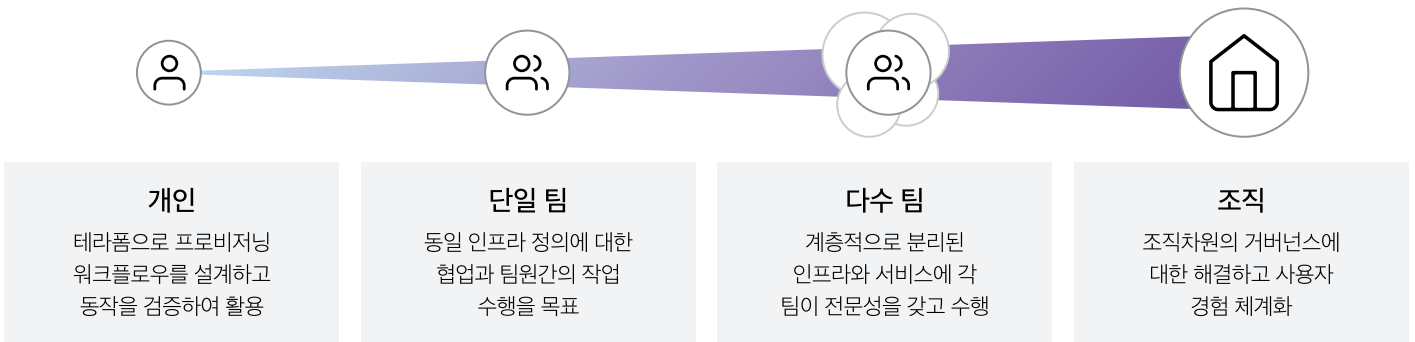 개인
테라폼으로 프로비저닝
워크플로우를 설계하고
동작을 검증하여 활용
단일 팀
동일 인프라 정의에 대한
협업과 팀원간의 작업
수행을 목표
다수 팀
계층적으로 분리된
인프라와 서비스에 각
팀이 전문성을 갖고 수행
조직
조직차원의 거버넌스에
대한 해결하고 사용자
경험 체계화